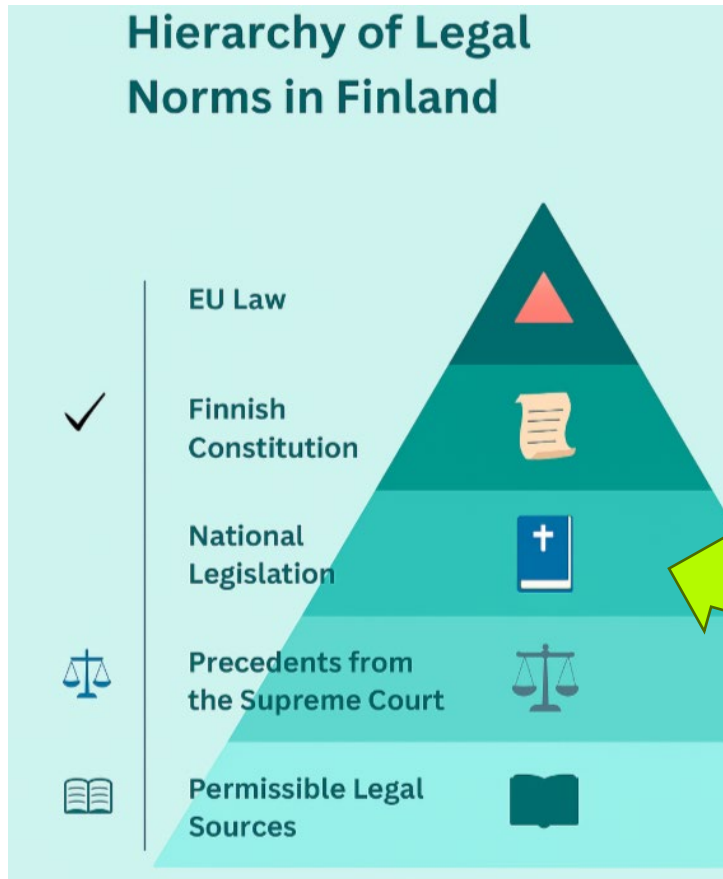 Hierarchy of Legal
Norms in Finland
EU Law
Finnish
Constitution
National
Legislation
Precedents from
the Supreme Court
Permissible Legal
Sources